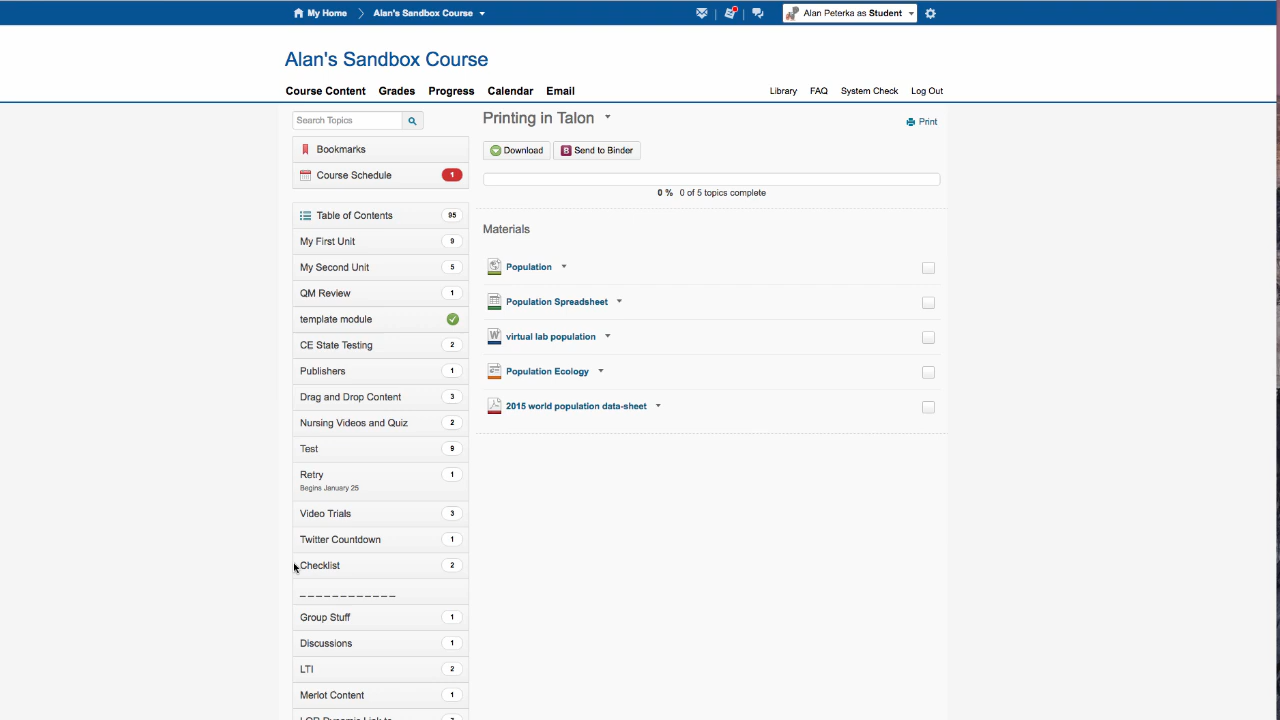 My Home
Alan's Sandbox Course
Alan Peterka as Student
Alan's Sandbox Course
Course Content Grades Progress Calendar Email
Library FAQ System Check Log Out
Search Topics
Bookmarks
Course Schedule 1
Table of Contents 95
My First Unit 9
My Second Unit 5
QM Review 1
template module
CE State Testing 2
Publishers 1
Drag and Drop Content 3
Nursing Videos and Quiz 2
Test 9
Retry 1
Begins January 25
Video Trials 3
Twitter Countdown 1
Checklist 2
_ _ _ _ _ _ _ _ _ _ _ _
Group Stuff 1
Discussions 1
LTI 2
Merlot Content 1
Printing in Talon
Print
Download
B Send to Binder
0 % 0 of 5 topics complete
Materials
Population
Population Spreadsheet
W virtual lab population
Population Ecology
2015 world population data-sheet